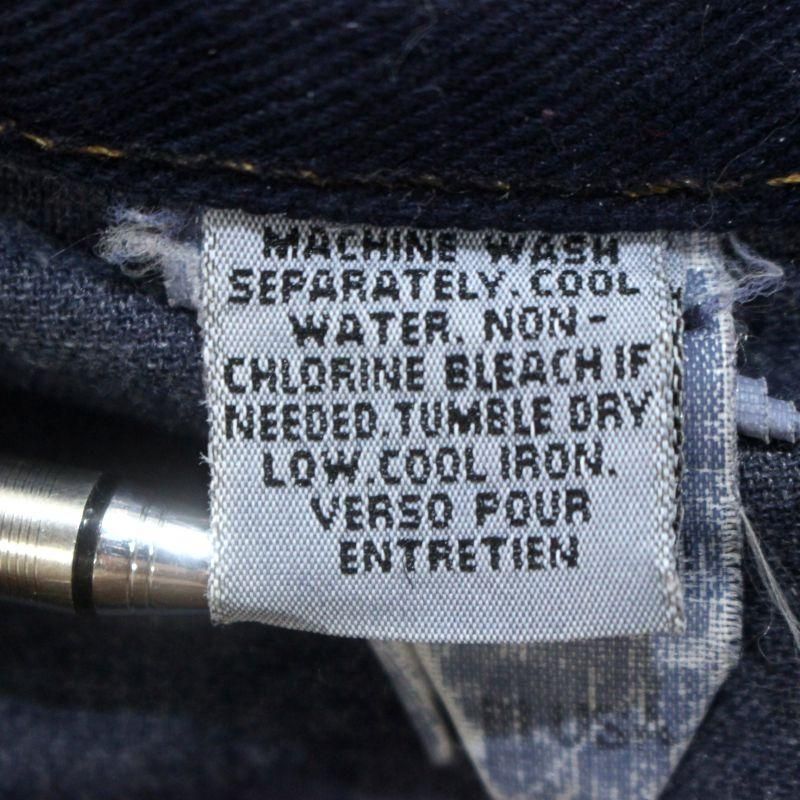 MACHINE WASH
SEPARATELY. COOL
WATER. NON-
CHLORINE BLEACH IF
NEEDED. TUMBLE DRY
LOW. COOL IRON.
VERSO POUR
ENTRETIEN